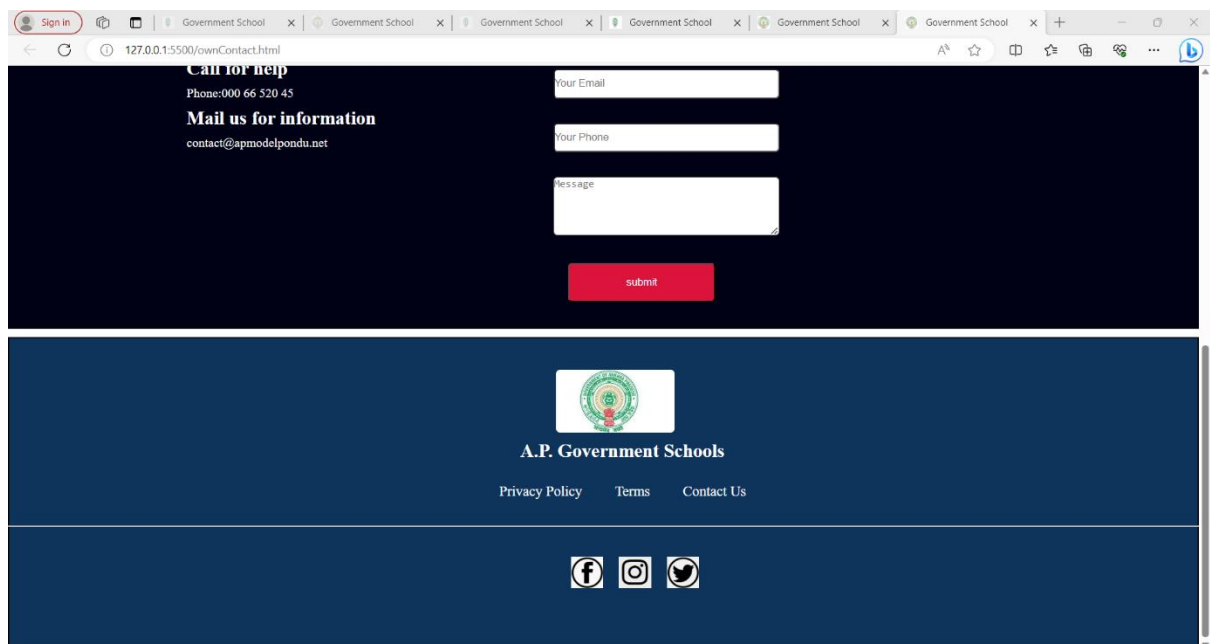 Sign in
Government School
Government School
Government School
Government School
Government School
Government School
127.0.0.1:5500/ownContact.html
Call for help
Phone:000 66 520 45
Mail us for information
contact@apmodelpondu.net
Your Email
Your Phone
Message
submit
A.P. Government Schools
Privacy Policy Terms Contact Us